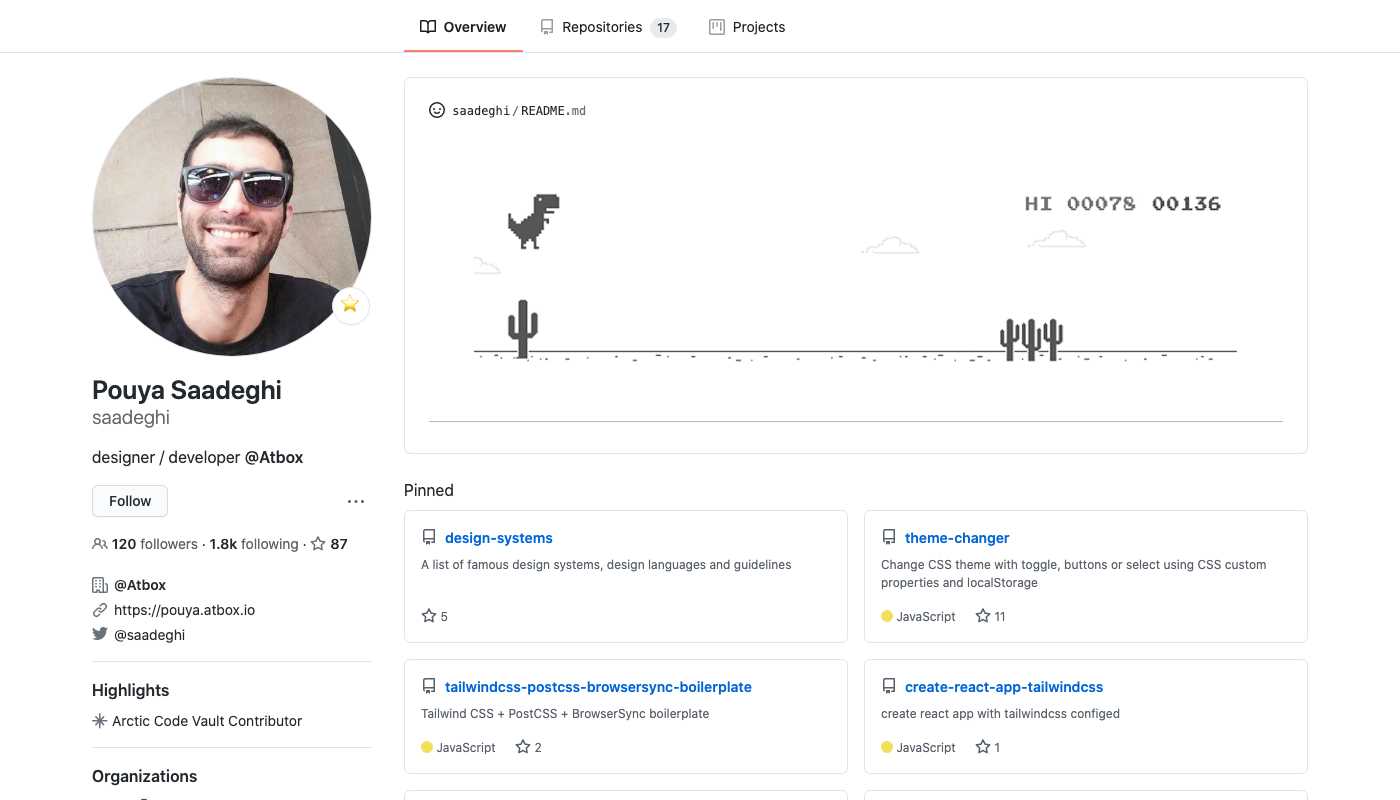 Overview
Repositories 17
Projects
saadeghi/README.md
HI 00078 00136
Pouya Saadeghi
saadeghi
designer / developer @Atbox
Follow
120 followers · 1.8k following · 87
@Atbox
https://pouya.atbox.io
@saadeghi
Highlights
Arctic Code Vault Contributor
Organizations
Pinned
design-systems
A list of famous design systems, design languages and guidelines
5
theme-changer
Change CSS theme with toggle, buttons or select using CSS custom
properties and localStorage
JavaScript 11
tailwindcss-postcss-browsersync-boilerplate
Tailwind CSS + PostCSS + BrowserSync boilerplate
JavaScript 2
create-react-app-tailwindcss
create react app with tailwindcss configed
JavaScript 1